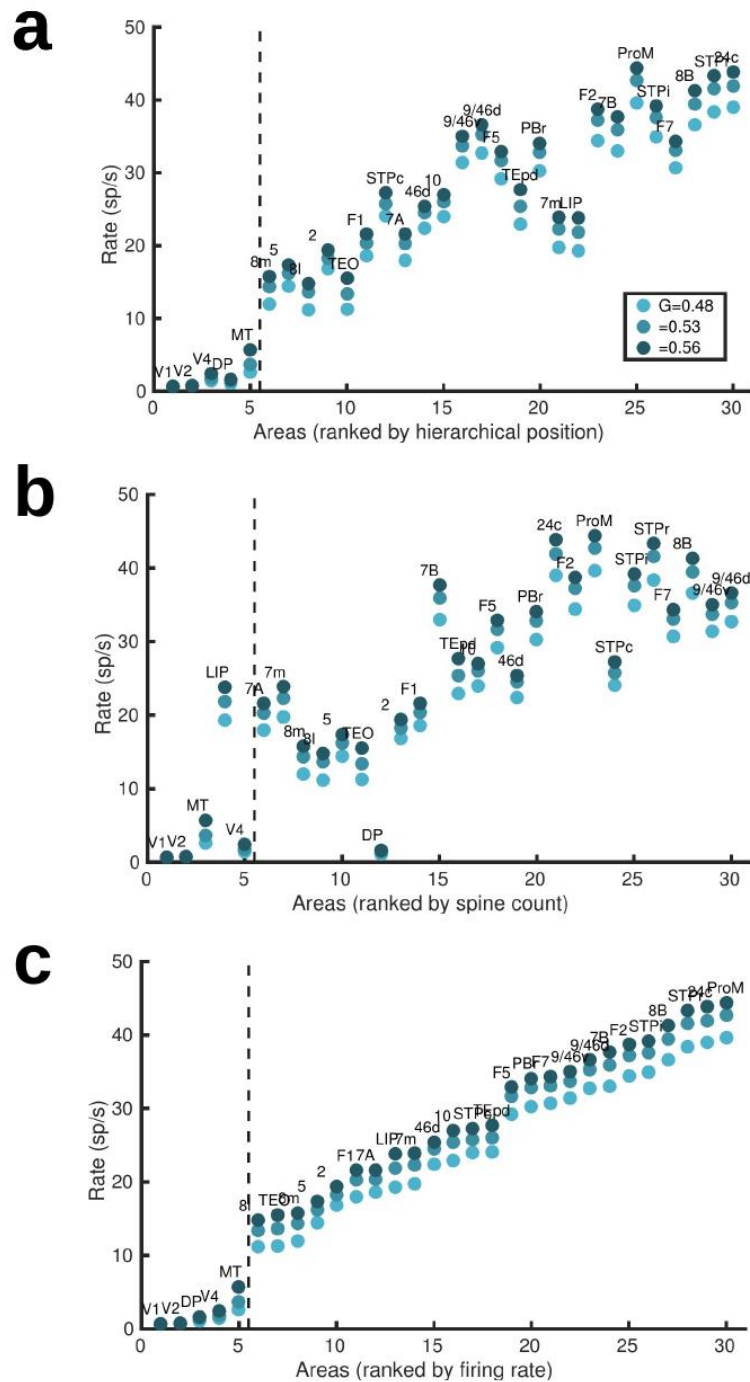 a
50
40
30
20
10
0
Rate (sp/s)
V1 V2 V4 DP MT 8m 5 8l 2 TEO F1 STPc 7A 46d 10 9/46v 9/46d F5 TEpd PBr 7m LIP F2 7B ProM STPi F7 8B STPr 24c
G=0.48
=0.53
=0.56
0 5 10 15 20 25 30
Areas (ranked by hierarchical position)
b
50
40
30
20
10
0
Rate (sp/s)
V1 V2 MT LIP V4 7A 7m 8m 8l 5 TEO DP 2 F1 7B TEpd 10 F5 46d PBr 24c F2 ProM STPc STPi STPr F7 8B 9/46v 9/46d
0 5 10 15 20 25 30
Areas (ranked by spine count)
c
50
40
30
20
10
0
Rate (sp/s)
V1 V2 DP V4 MT 8l TEO 8m 5 2 F1 7A LIP 7m 46d 10 STPc TEpd F5 PBr F7 9/46v 9/46d 7B F2 STPi 8B STPr 24c ProM
0 5 10 15 20 25 30
Areas (ranked by firing rate)